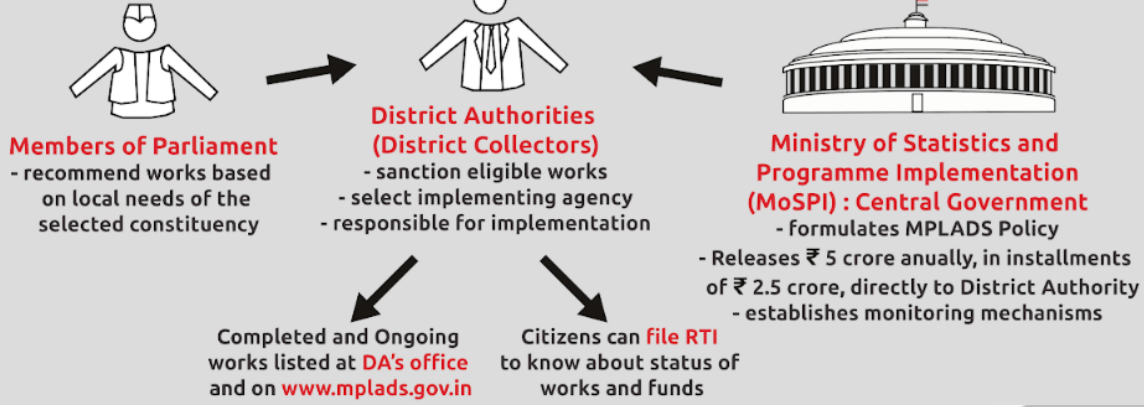 Members of Parliament
- recommend works based
on local needs of the
selected constituency
District Authorities
(District Collectors)
- sanction eligible works
- select implementing agency
- responsible for implementation
Ministry of Statistics and
Programme Implementation
(MoSPI) : Central Government
- formulates MPLADS Policy
- Releases ₹ 5 crore anually, in installments
of ₹ 2.5 crore, directly to District Authority
- establishes monitoring mechanisms
Completed and Ongoing
works listed at DA's office
and on www.mplads.gov.in
Citizens can file RTI
to know about status of
works and funds